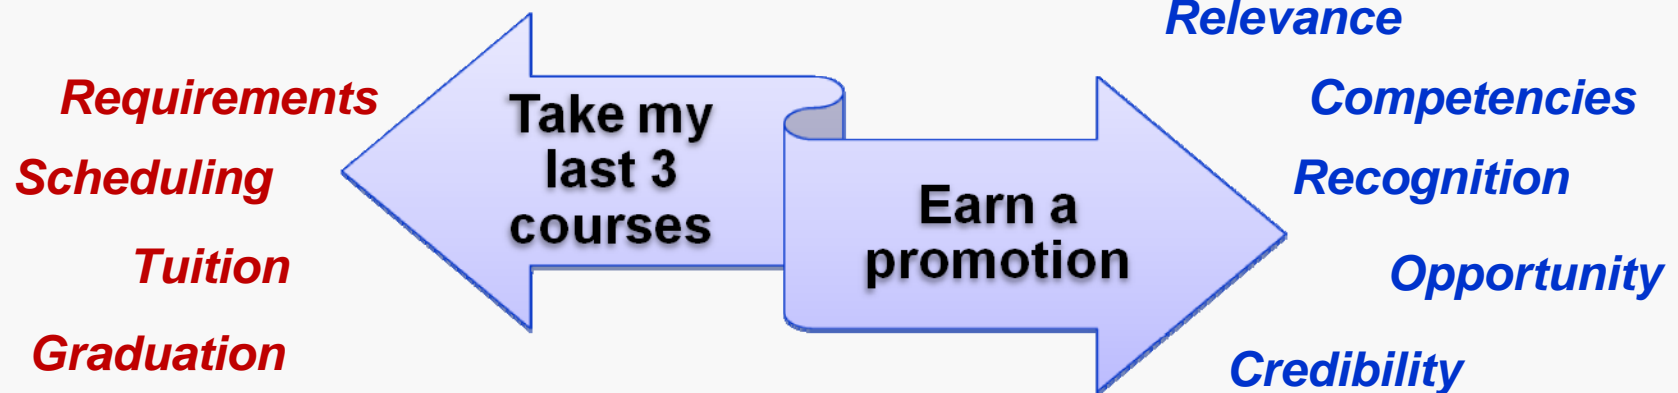 Requirements
Scheduling
Tuition
Graduation
Take my
last 3
courses
Earn a
promotion
Relevance
Competencies
Recognition
Opportunity
Credibility